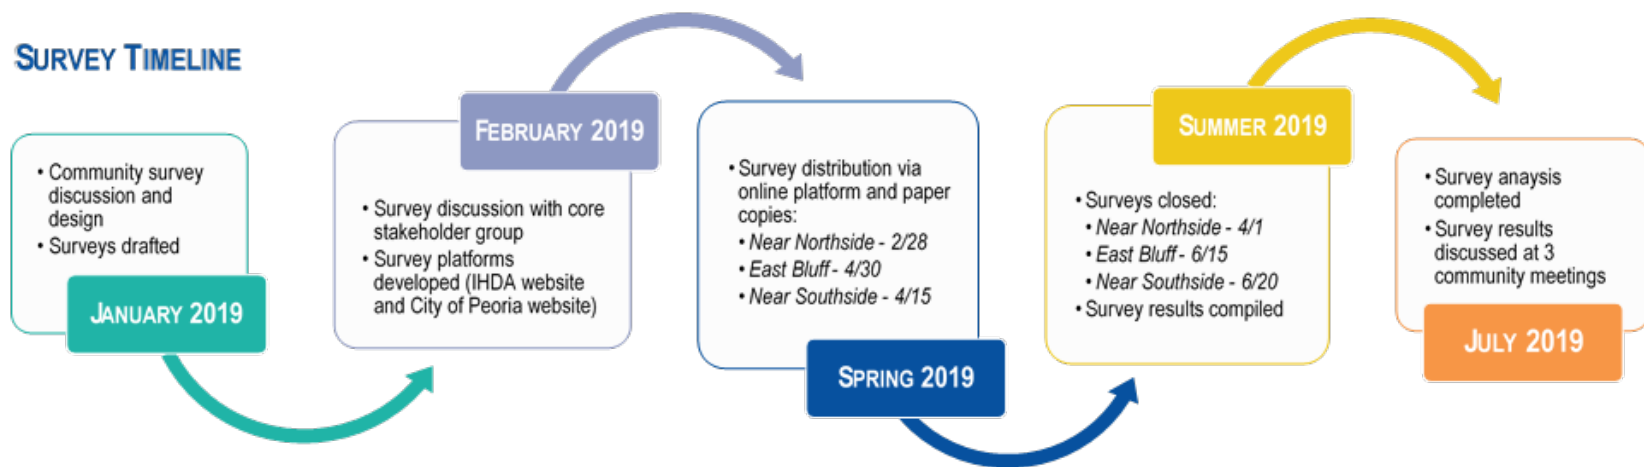 SURVEY TIMELINE
• Community survey
discussion and
design
• Surveys drafted
JANUARY 2019
FEBRUARY 2019
• Survey discussion with core
stakeholder group
• Survey platforms
developed (IHDA website
and City of Peoria website)
• Survey distribution via
online platform and paper
copies:
• Near Northside - 2/28
• East Bluff - 4/30
• Near Southside - 4/15
SPRING 2019
SUMMER 2019
• Surveys closed:
• Near Northside - 4/1
• East Bluff - 6/15
• Near Southside - 6/20
• Survey results compiled
• Survey anaysis
completed
• Survey results
discussed at 3
community meetings
JULY 2019